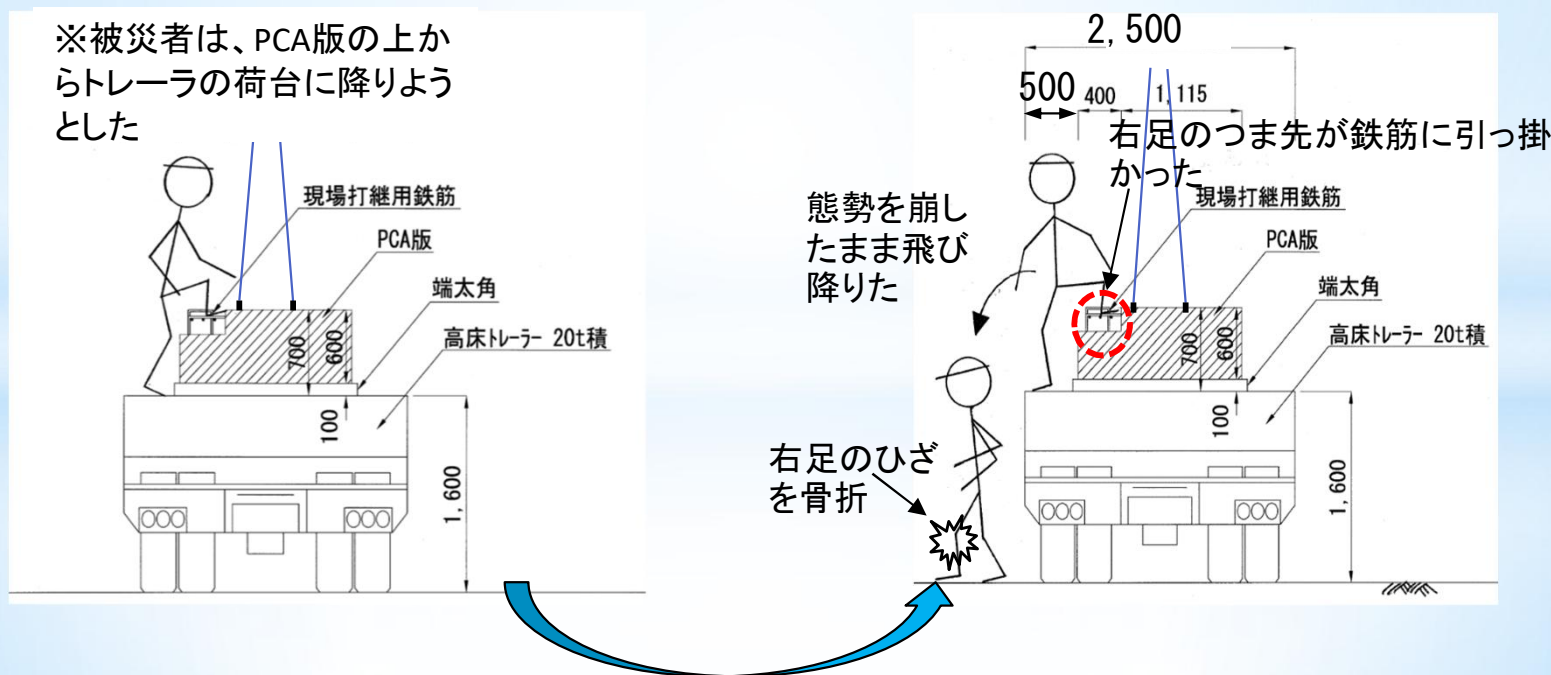 ※被災者は、PCA版の上か
らトレーラの荷台に降りよう
とした
現場打継用鉄筋
PCA版
端太角
高床トレーラー 20t積
700
600
100
1,600
2,500
500
400
1,115
右足のつま先が鉄筋に引っ掛
かった
現場打継用鉄筋
態勢を崩し
たまま飛び
降りた
PCA版
端太角
高床トレーラー 20t積
700
600
100
右足のひざ
を骨折
1,600